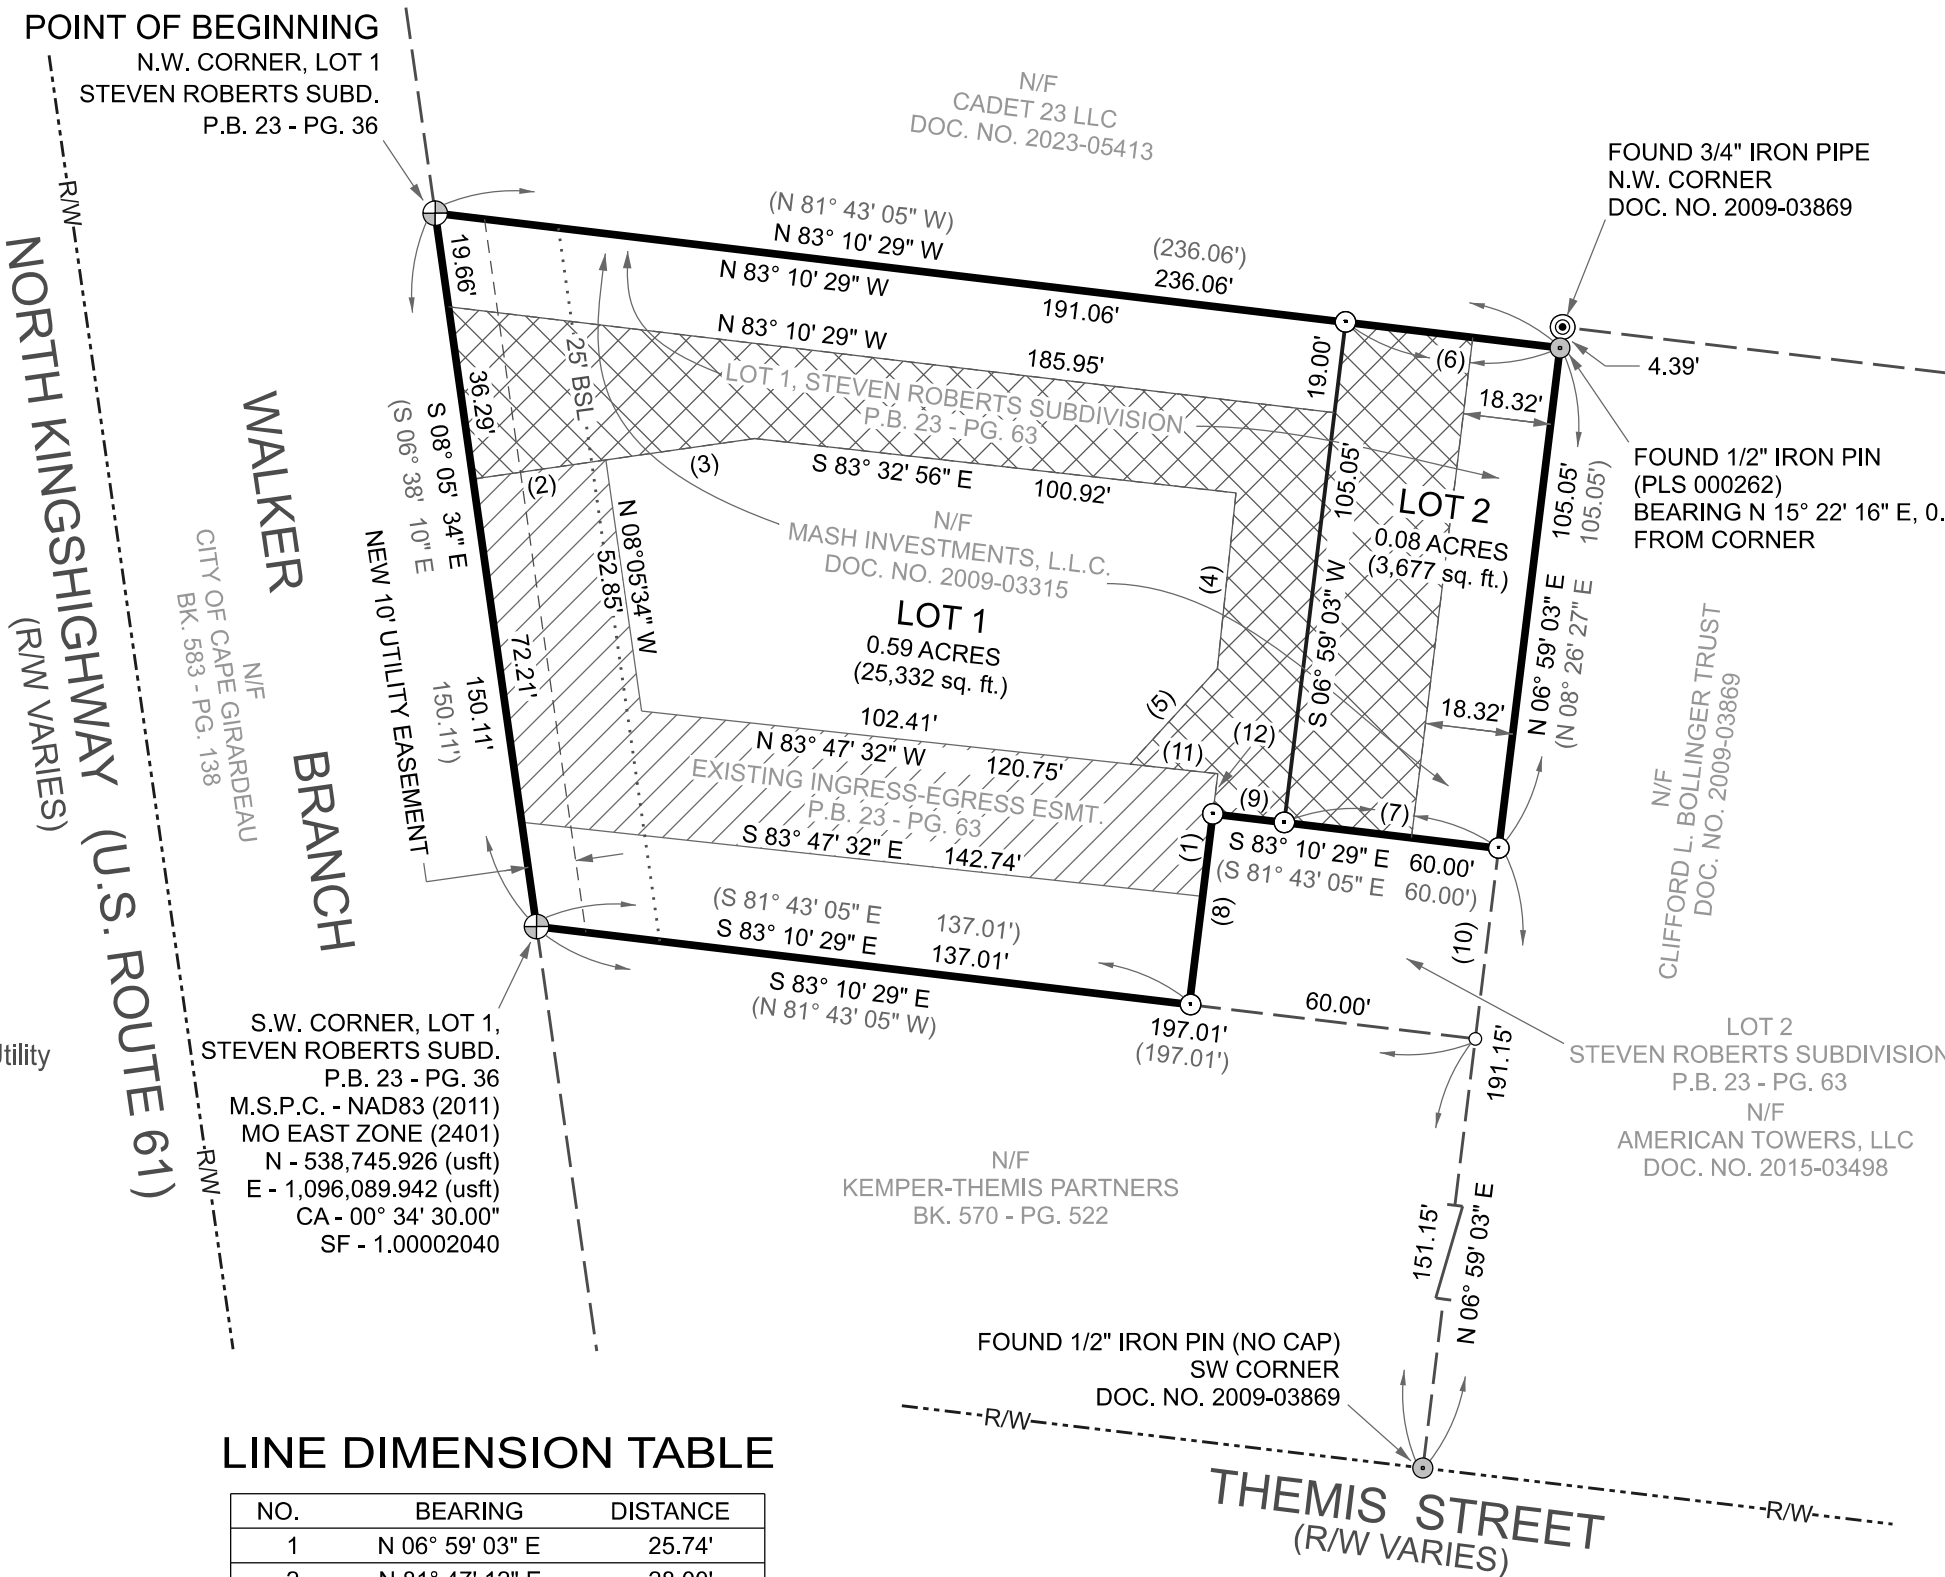 POINT OF BEGINNING
N.W. CORNER, LOT 1
STEVEN ROBERTS SUBD.
P.B. 23 - PG. 36
N/F
CADET 23 LLC
DOC. NO. 2023-05413
FOUND 3/4" IRON PIPE
N.W. CORNER
DOC. NO. 2009-03869
R/W
NORTH KINGSHIGHWAY (U.S. ROUTE 61)
(R/W VARIES)
R/W
WALKER
BRANCH
N/F
CITY OF CAPE GIRARDEAU
BK. 583 - PG. 138
(N 81° 43' 05" W)
N 83° 10' 29" W
(236.06')
236.06'
N 83° 10' 29" W
191.06'
N 83° 10' 29" W
185.95'
19.66'
36.29'
72.21'
S 08° 05' 34" E
(S 06° 38' 10" E
150.11'
150.11')
25' BSL
NEW 10' UTILITY EASEMENT
19.00'
(6)
4.39'
18.32'
LOT 1, STEVEN ROBERTS SUBDIVISION
P.B. 23 - PG. 63
(2)
(3)
S 83° 32' 56" E
100.92'
N 08°05'34" W
52.85'
N/F
MASH INVESTMENTS, L.L.C.
DOC. NO. 2009-03315
LOT 1
0.59 ACRES
(25,332 sq. ft.)
(4)
(5)
105.05'
S 06° 59' 03" W
LOT 2
0.08 ACRES
(3,677 sq. ft.)
105.05'
105.05')
N 06° 59' 03" E
(N 08° 26' 27" E
FOUND 1/2" IRON PIN
(PLS 000262)
BEARING N 15° 22' 16" E, 0.
FROM CORNER
18.32'
102.41'
N 83° 47' 32" W
120.75'
(11)
(12)
EXISTING INGRESS-EGRESS ESMT.
P.B. 23 - PG. 63
S 83° 47' 32" E
142.74'
(9)
(7)
(1)
(8)
S 83° 10' 29" E
60.00'
(S 81° 43' 05" E
60.00')
(10)
(S 81° 43' 05" E
137.01')
S 83° 10' 29" E
137.01'
S 83° 10' 29" E
(N 81° 43' 05" W)
197.01'
(197.01')
60.00'
191.15'
N/F
CLIFFORD L. BOLLINGER TRUST
DOC. NO. 2009-03869
LOT 2
STEVEN ROBERTS SUBDIVISION
P.B. 23 - PG. 63
N/F
AMERICAN TOWERS, LLC
DOC. NO. 2015-03498
S.W. CORNER, LOT 1,
STEVEN ROBERTS SUBD.
P.B. 23 - PG. 36
M.S.P.C. - NAD83 (2011)
MO EAST ZONE (2401)
N - 538,745.926 (usft)
E - 1,096,089.942 (usft)
CA - 00° 34' 30.00"
SF - 1.00002040
N/F
KEMPER-THEMIS PARTNERS
BK. 570 - PG. 522
151.15'
N 06° 59' 03" E
FOUND 1/2" IRON PIN (NO CAP)
SW CORNER
DOC. NO. 2009-03869
R/W
THEMIS STREET
(R/W VARIES)
R/W
LINE DIMENSION TABLE
NO. BEARING DISTANCE
1 N 06° 59' 03" E 25.74'